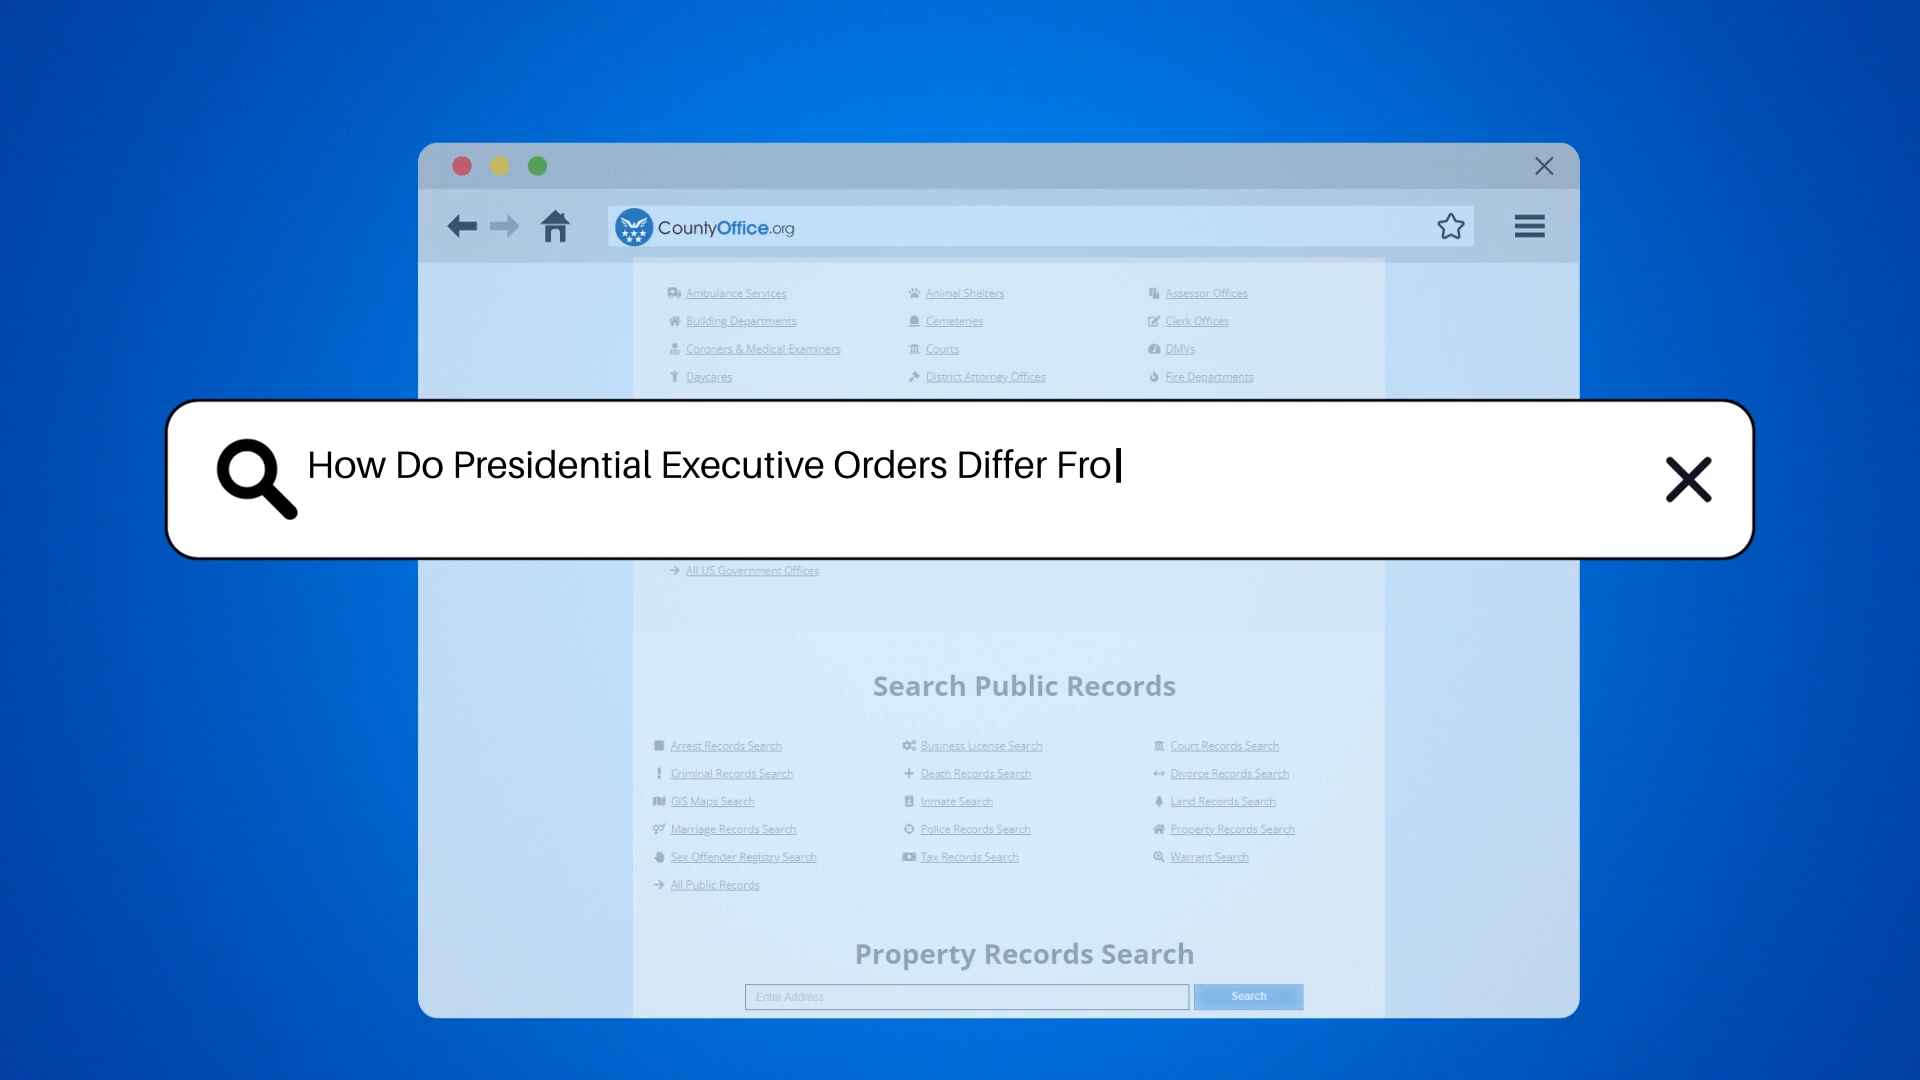 CountyOffice.org
Ambulance Services Animal Shelters Assessor Offices
Building Departments Cemeteries Clerk Offices
Coroners & Medical Examiners Courts DMVs
Daycares District Attorney Offices Fire Departments
How Do Presidential Executive Orders Differ Fro
All US Government Offices
Search Public Records
Arrest Records Search Business License Search Court Records Search
Criminal Records Search Death Records Search Divorce Records Search
GIS Maps Search Inmate Search Land Records Search
Marriage Records Search Police Records Search Property Records Search
Sex Offender Registry Search Tax Records Search Warrant Search
All Public Records
Property Records Search
Enter Address Search